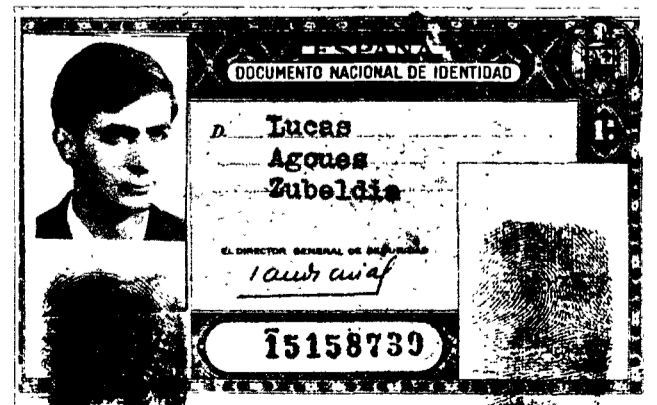 ESPAÑA
DOCUMENTO NACIONAL DE IDENTIDAD
D. Lucas
Agoues
Zubeldia
EL DIRECTOR GENERAL DE SEGURIDAD
15158739